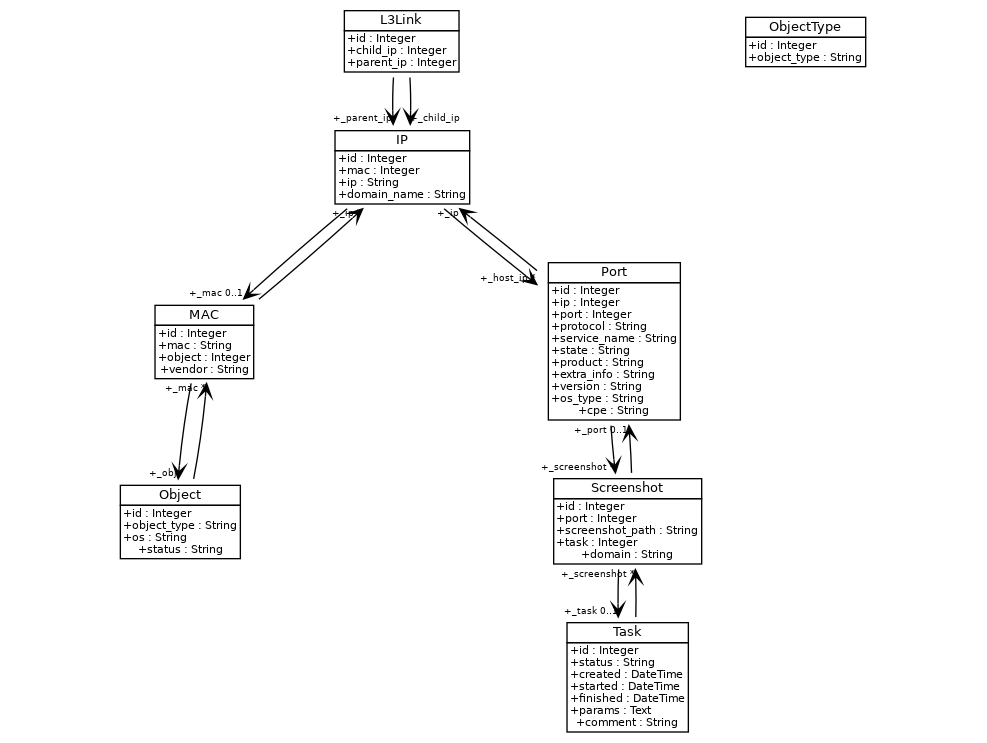 L3Link
+id : Integer
+child_ip : Integer
+parent_ip : Integer
ObjectType
+id : Integer
+object_type : String
+_parent_ip
+_child_ip
IP
+id : Integer
+mac : Integer
+ip : String
+domain_name : String
+_ip
+_ip
+_mac 0..1
+_host_ip
MAC
+id : Integer
+mac : String
+object : Integer
+vendor : String
+_mac
Port
+id : Integer
+ip : Integer
+port : Integer
+protocol : String
+service_name : String
+state : String
+product : String
+extra_info : String
+version : String
+os_type : String
+cpe : String
+_port 0..1
+_obj
+_screenshot
Object
+id : Integer
+object_type : String
+os : String
+status : String
Screenshot
+id : Integer
+port : Integer
+screenshot_path : String
+task : Integer
+domain : String
+_screenshot
+_task
Task
+id : Integer
+status : String
+created : DateTime
+started : DateTime
+finished : DateTime
+params : Text
+comment : String